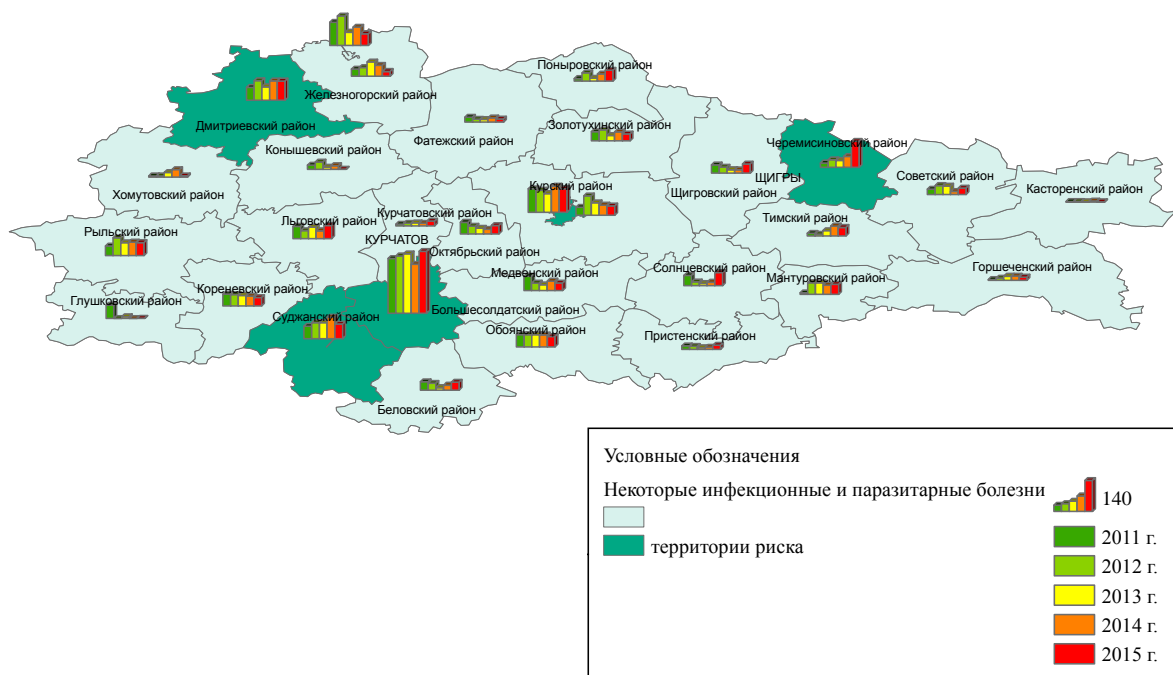 Поныровский район
Железногорский район
Дмитриевский район
Фатежский район
Золотухинский район
Черемисиновский район
Конышевский район
Хомутовский район
ЩИГРЫ
Щигровский район
Советский район
Касторенский район
Курский район
Курчатовский район
Льговский район
Тимский район
Рыльский район
КУРЧАТОВ
Октябрьский район
Медвенский район
Солнцевский район
Мантуровский район
Горшеченский район
Глушковский район
Кореневский район
Суджанский район
Большесолдатский район
Обоянский район
Пристенский район
Беловский район
Условные обозначения
Некоторые инфекционные и паразитарные болезни
территории риска
140
2011 г.
2012 г.
2013 г.
2014 г.
2015 г.